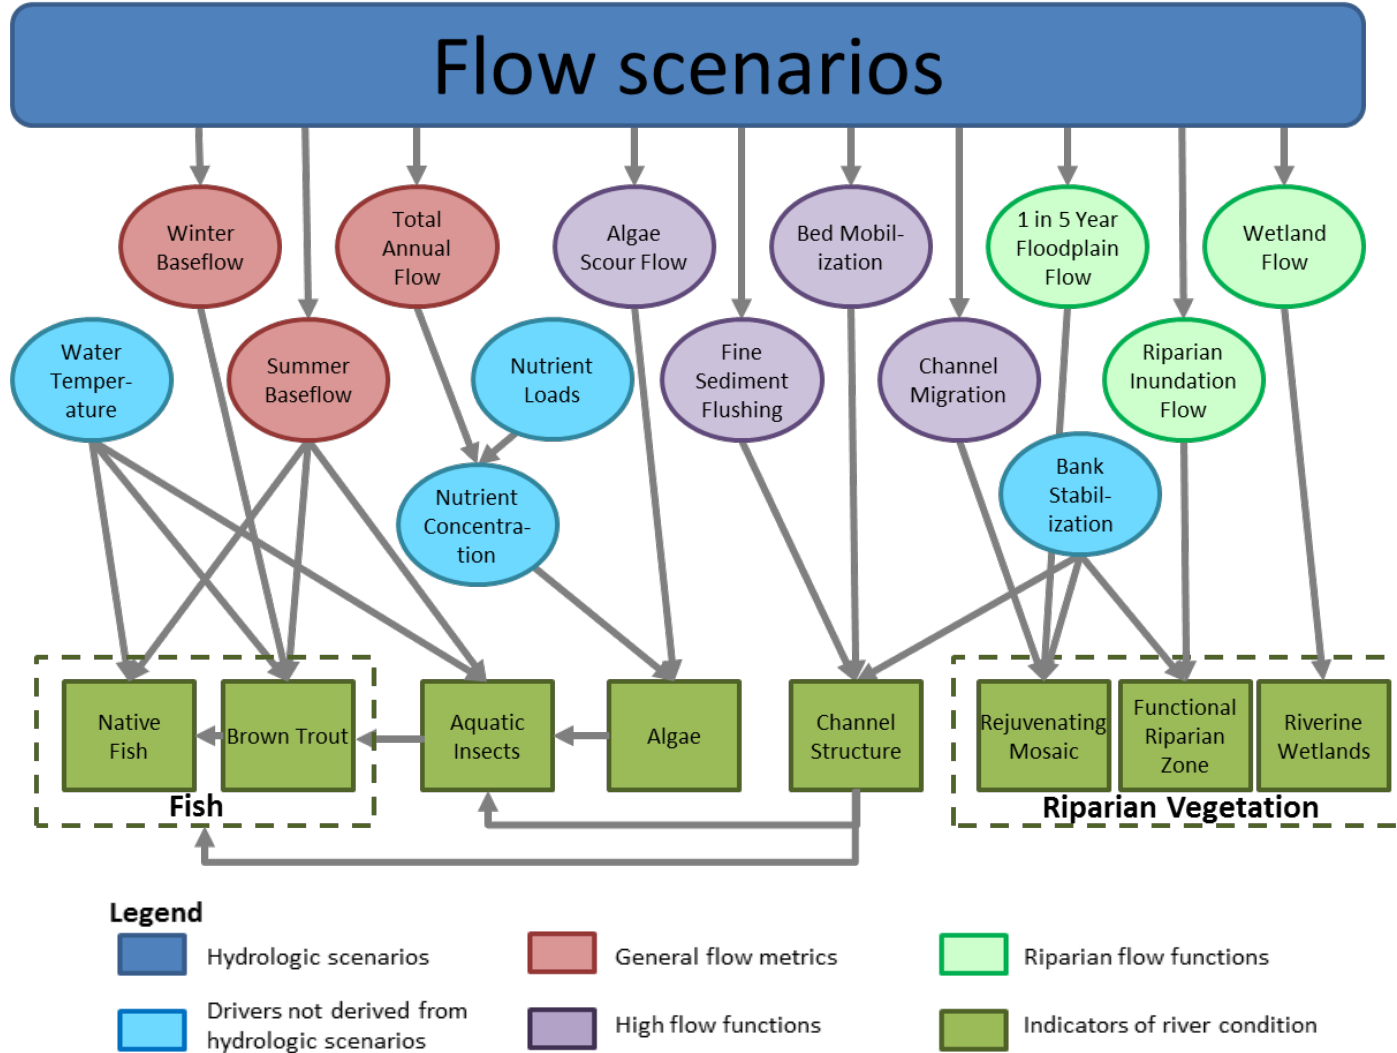 Flow scenarios
Winter
Baseflow
Total
Annual
Flow
Algae
Scour Flow
Bed Mobil-
ization
1 in 5 Year
Floodplain
Flow
Wetland
Flow
Water
Temper-
ature
Summer
Baseflow
Nutrient
Loads
Fine
Sediment
Flushing
Channel
Migration
Riparian
Inundation
Flow
Nutrient
Concentra-
tion
Bank
Stabil-
ization
Native
Fish
Brown Trout
Aquatic
Insects
Algae
Channel
Structure
Rejuvenating
Mosaic
Functional
Riparian
Zone
Riverine
Wetlands
Fish
Riparian Vegetation
Legend
Hydrologic scenarios
General flow metrics
Riparian flow functions
Drivers not derived from
hydrologic scenarios
High flow functions
Indicators of river condition